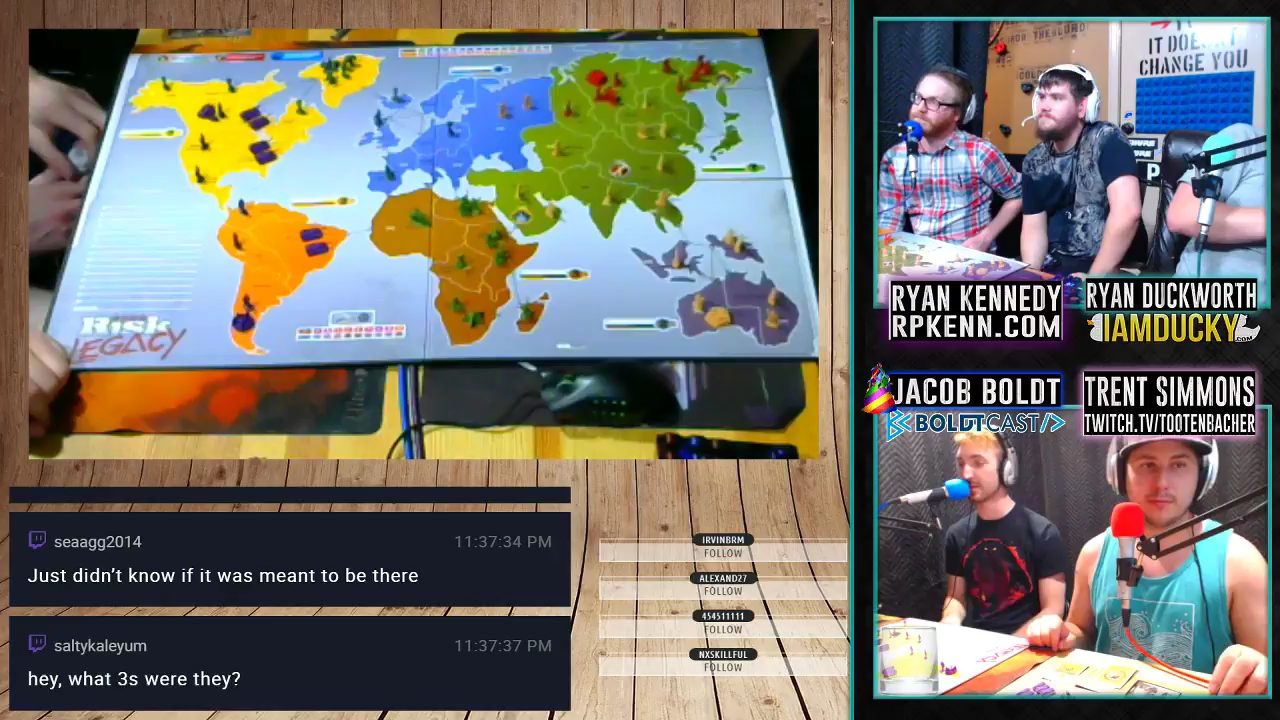 Risk
LEGACY
IT DOESN'T
CHANGE YOU
P
RYAN KENNEDY
RPKENN.COM
RYAN DUCKWORTH
IAMDUCKY.COM
JACOB BOLDT
BOLDTCAST/>
TRENT SIMMONS
TWITCH.TV/TOOTENBACHER
seaagg2014
11:37:34 PM
Just didn't know if it was meant to be there
saltykaleyum
11:37:37 PM
hey, what 3s were they?
IRVINBRM
FOLLOW
ALEXAND27
FOLLOW
454511111
FOLLOW
NXSKILLFUL
FOLLOW